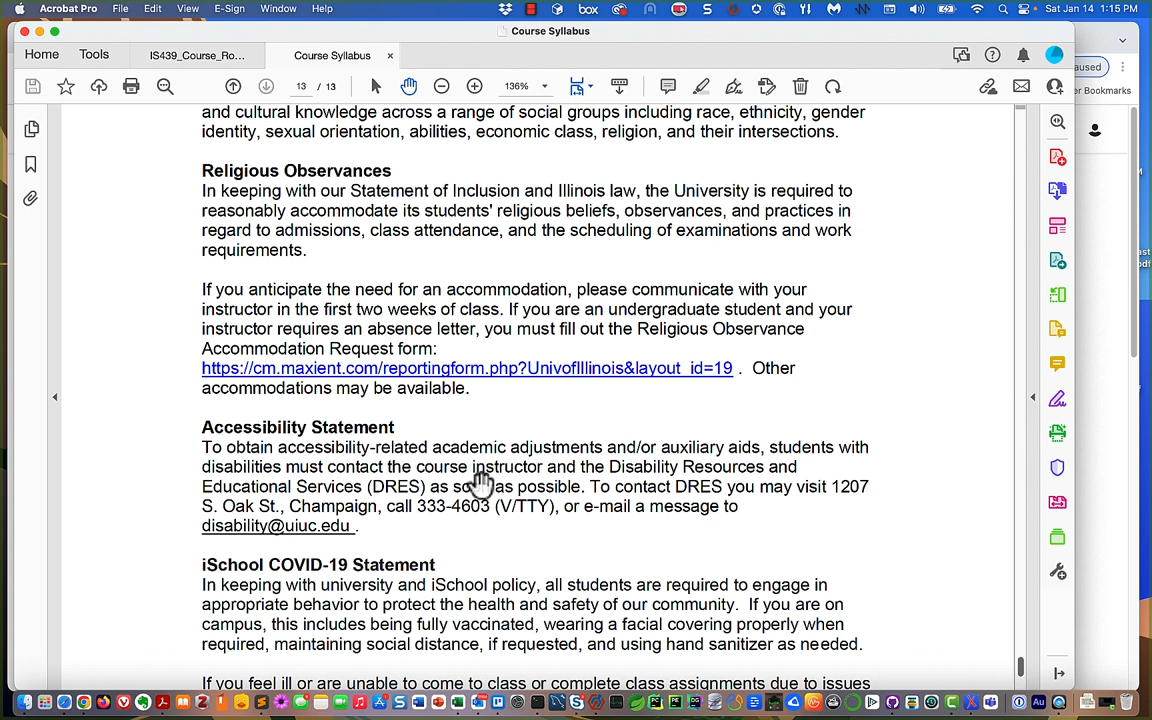 Acrobat Pro File Edit View E-Sign Window Help box Sat Jan 14 1:15 PM
Course Syllabus
Home Tools IS439_Course_Ro... Course Syllabus ×
aused
13 / 13 136% er Bookmarks
and cultural knowledge across a range of social groups including race, ethnicity, gender
identity, sexual orientation, abilities, economic class, religion, and their intersections.
Religious Observances
In keeping with our Statement of Inclusion and Illinois law, the University is required to
reasonably accommodate its students' religious beliefs, observances, and practices in
regard to admissions, class attendance, and the scheduling of examinations and work
requirements.
If you anticipate the need for an accommodation, please communicate with your
instructor in the first two weeks of class. If you are an undergraduate student and your
instructor requires an absence letter, you must fill out the Religious Observance
Accommodation Request form:
https://cm.maxient.com/reportingform.php?UnivofIllinois&layout_id=19 . Other
accommodations may be available.
Accessibility Statement
To obtain accessibility-related academic adjustments and/or auxiliary aids, students with
disabilities must contact the course instructor and the Disability Resources and
Educational Services (DRES) as as possible. To contact DRES you may visit 1207
S. Oak St., Champaign, call 333-4603 (V/TTY), or e-mail a message to
disability@uiuc.edu .
iSchool COVID-19 Statement
In keeping with university and iSchool policy, all students are required to engage in
appropriate behavior to protect the health and safety of our community. If you are on
campus, this includes being fully vaccinated, wearing a facial covering properly when
required, maintaining social distance, if requested, and using hand sanitizer as needed.
If you feel ill or are unable to come to class or complete class assignments due to issues